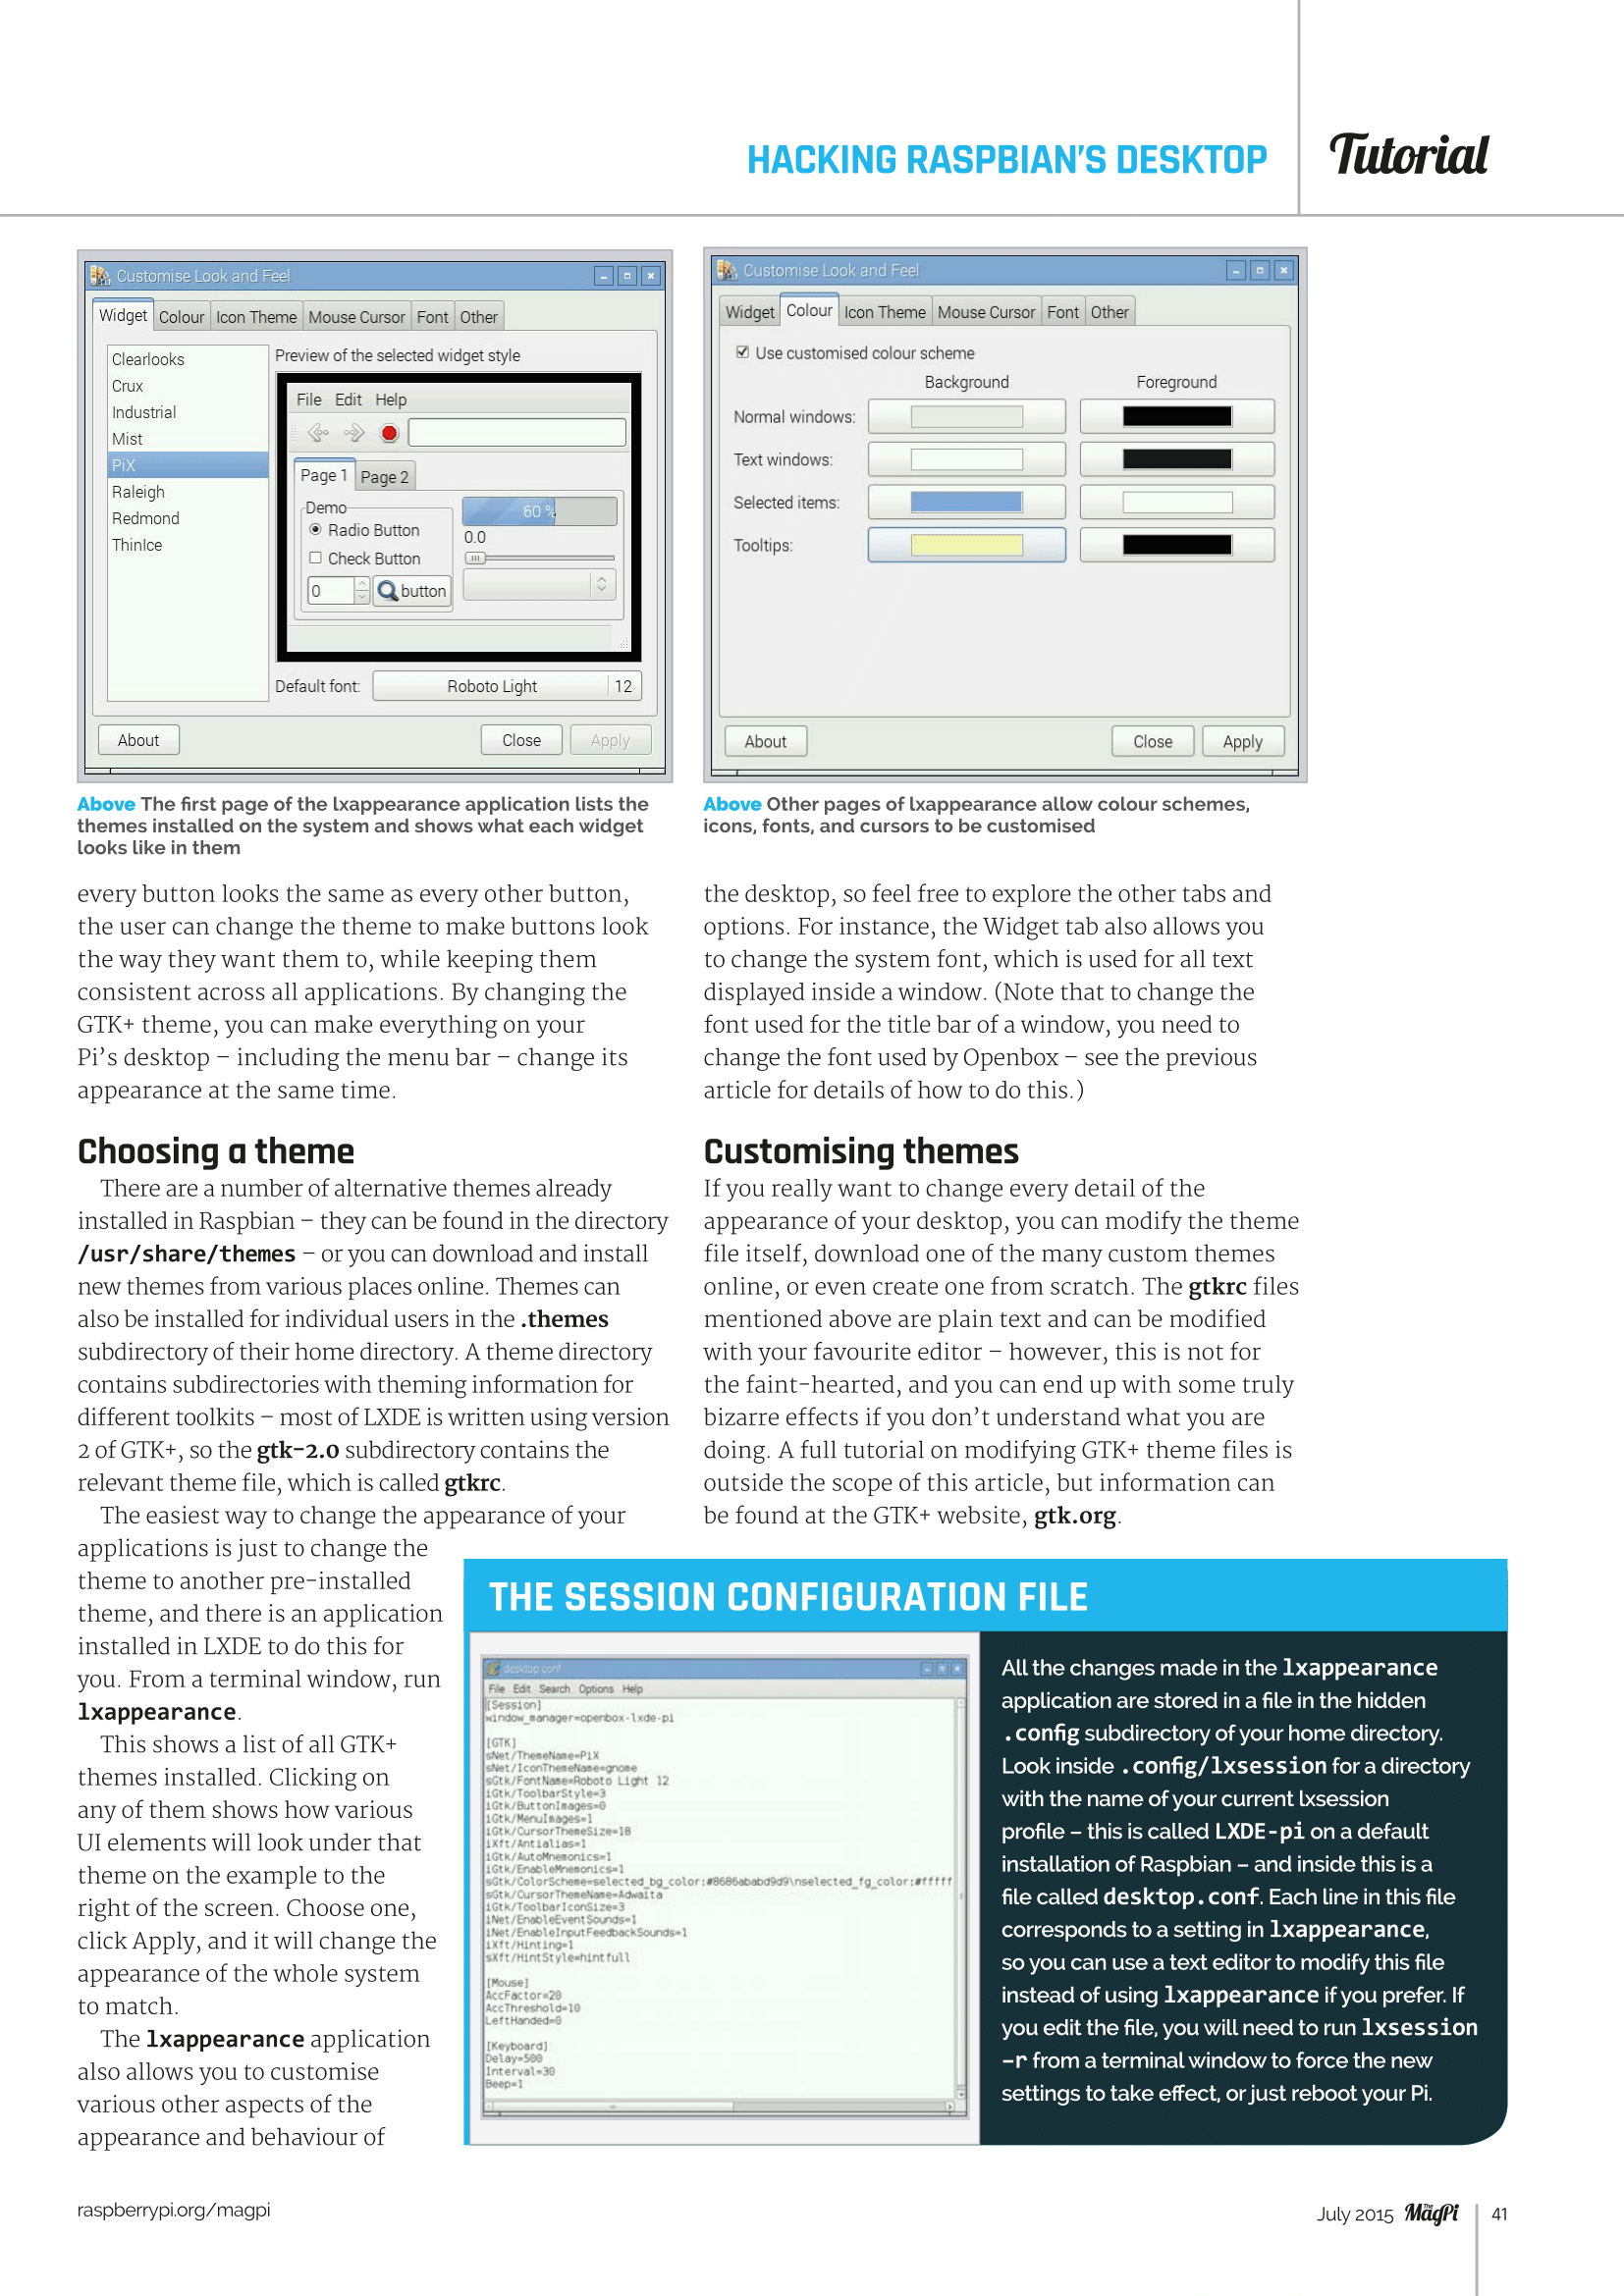 HACKING RASPBIAN'S DESKTOP
Tutorial
Customise Look and Feel
Widget Colour Icon Theme Mouse Cursor Font Other
Clearlooks
Crux
Industrial
Mist
PiX
Raleigh
Redmond
ThinIce
Preview of the selected widget style
File Edit Help
Page 1 Page 2
Demo
Radio Button
Check Button
0
button
60 %
0.0
Default font:
Roboto Light 12
About
Close
Apply
Above The first page of the lxappearance application lists the
themes installed on the system and shows what each widget
looks like in them
Customise Look and Feel
Widget Colour Icon Theme Mouse Cursor Font Other
Use customised colour scheme
Background Foreground
Normal windows:
Text windows:
Selected items:
Tooltips:
About
Close
Apply
Above Other pages of lxappearance allow colour schemes,
icons, fonts, and cursors to be customised
every button looks the same as every other button,
the user can change the theme to make buttons look
the way they want them to, while keeping them
consistent across all applications. By changing the
GTK+ theme, you can make everything on your
Pi's desktop – including the menu bar – change its
appearance at the same time.
Choosing a theme
There are a number of alternative themes already
installed in Raspbian – they can be found in the directory
/usr/share/themes – or you can download and install
new themes from various places online. Themes can
also be installed for individual users in the .themes
subdirectory of their home directory. A theme directory
contains subdirectories with theming information for
different toolkits – most of LXDE is written using version
2 of GTK+, so the gtk-2.0 subdirectory contains the
relevant theme file, which is called gtkrc.
The easiest way to change the appearance of your
applications is just to change the
theme to another pre-installed
theme, and there is an application
installed in LXDE to do this for
you. From a terminal window, run
lxappearance.
This shows a list of all GTK+
themes installed. Clicking on
any of them shows how various
UI elements will look under that
theme on the example to the
right of the screen. Choose one,
click Apply, and it will change the
appearance of the whole system
to match.
The lxappearance application
also allows you to customise
various other aspects of the
appearance and behaviour of
the desktop, so feel free to explore the other tabs and
options. For instance, the Widget tab also allows you
to change the system font, which is used for all text
displayed inside a window. (Note that to change the
font used for the title bar of a window, you need to
change the font used by Openbox – see the previous
article for details of how to do this.)
Customising themes
If you really want to change every detail of the
appearance of your desktop, you can modify the theme
file itself, download one of the many custom themes
online, or even create one from scratch. The gtkrc files
mentioned above are plain text and can be modified
with your favourite editor – however, this is not for
the faint-hearted, and you can end up with some truly
bizarre effects if you don't understand what you are
doing. A full tutorial on modifying GTK+ theme files is
outside the scope of this article, but information can
be found at the GTK+ website, gtk.org.
THE SESSION CONFIGURATION FILE
desktop.conf
File Edit Search Options Help
[Session]
window_manager=openbox-lxde-pi
[GTK]
sNet/ThemeName=PiX
sNet/IconThemeName=gnome
sGtk/FontName=Roboto Light 12
iGtk/ToolbarStyle=3
iGtk/ButtonImages=0
iGtk/MenuImages=1
iGtk/CursorThemeSize=18
iXft/Antialias=1
iGtk/AutoMnemonics=1
iGtk/EnableMnemonics=1
sGtk/ColorScheme=selected_bg_color:#8686ababd9d9\nselected_fg_color:#fffff
sGtk/CursorThemeName=Adwaita
iGtk/ToolbarIconSize=3
iNet/EnableEventSounds=1
iNet/EnableInputFeedbackSounds=1
iXft/Hinting=1
sXft/HintStyle=hintfull
[Mouse]
AccFactor=20
AccThreshold=10
LeftHanded=0
[Keyboard]
Delay=500
Interval=30
Beep=1
All the changes made in the lxappearance
application are stored in a file in the hidden
.config subdirectory of your home directory.
Look inside .config/lxsession for a directory
with the name of your current lxsession
profile – this is called LXDE-pi on a default
installation of Raspbian – and inside this is a
file called desktop.conf. Each line in this file
corresponds to a setting in lxappearance,
so you can use a text editor to modify this file
instead of using lxappearance if you prefer. If
you edit the file, you will need to run lxsession
–r from a terminal window to force the new
settings to take effect, or just reboot your Pi.
raspberrypi.org/magpi
July 2015 The MagPi 41